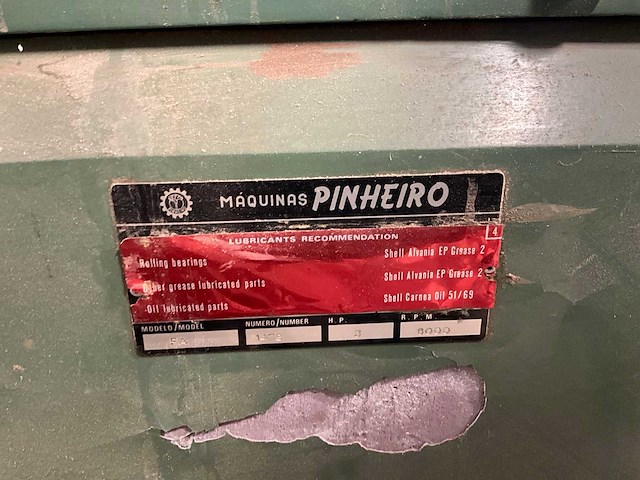 MÁQUINAS PINHEIRO
4
LUBRICANTS RECOMMENDATION
Rolling bearings Shell Alvania EP Grease 2
Other grease lubricated parts Shell Alvania EP Grease 2
Oil lubricated parts Shell Carnea Oil 51/69
MODELO/MODEL NUMERO/NUMBER H.P. R.P.M